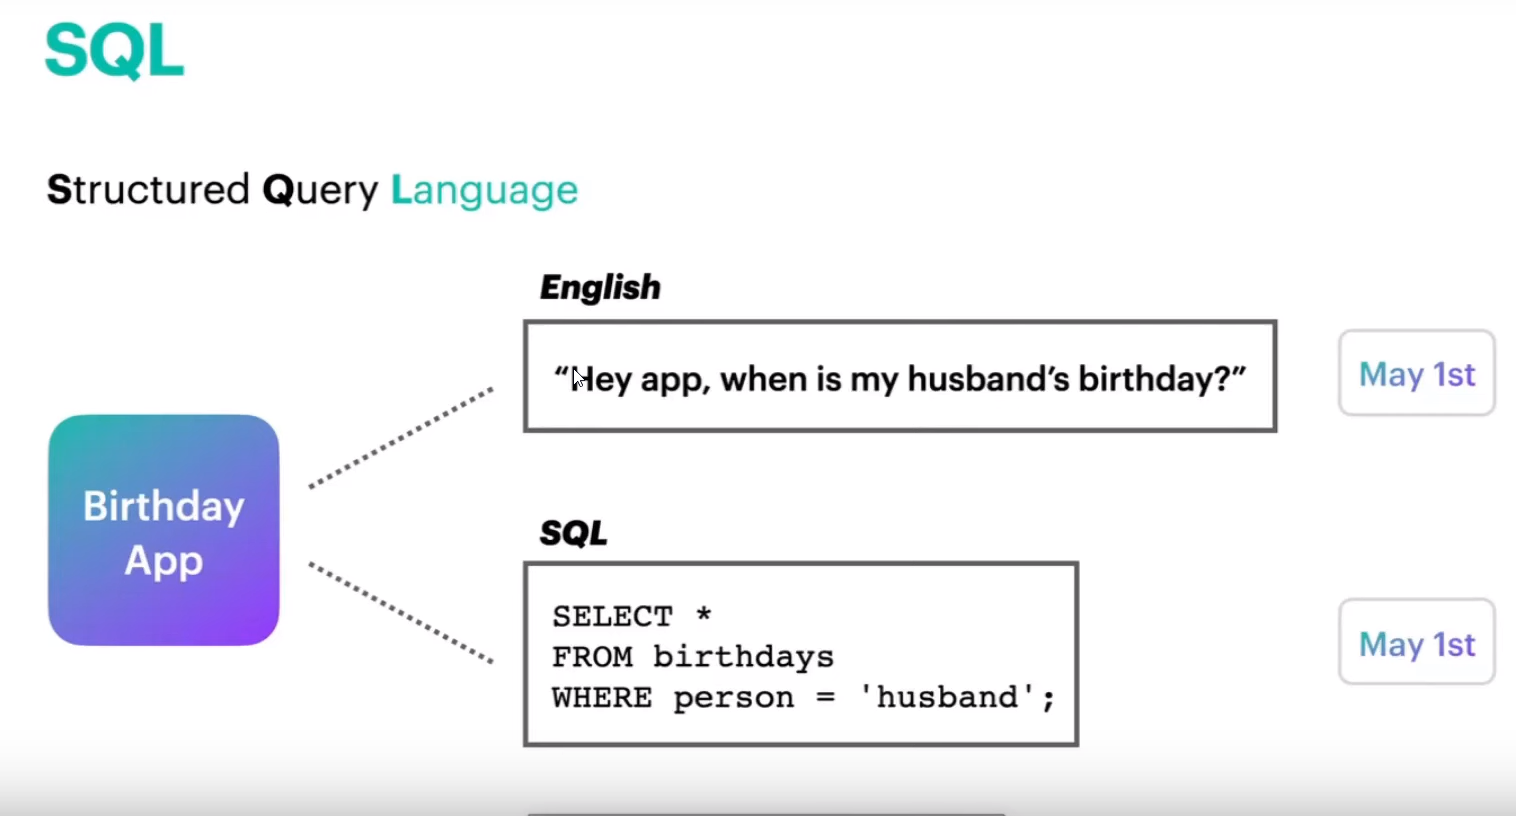 SQL
Structured Query Language
English
“Hey app, when is my husband’s birthday?”
May 1st
Birthday
App
SQL
SELECT *
FROM birthdays
WHERE person = 'husband';
May 1st